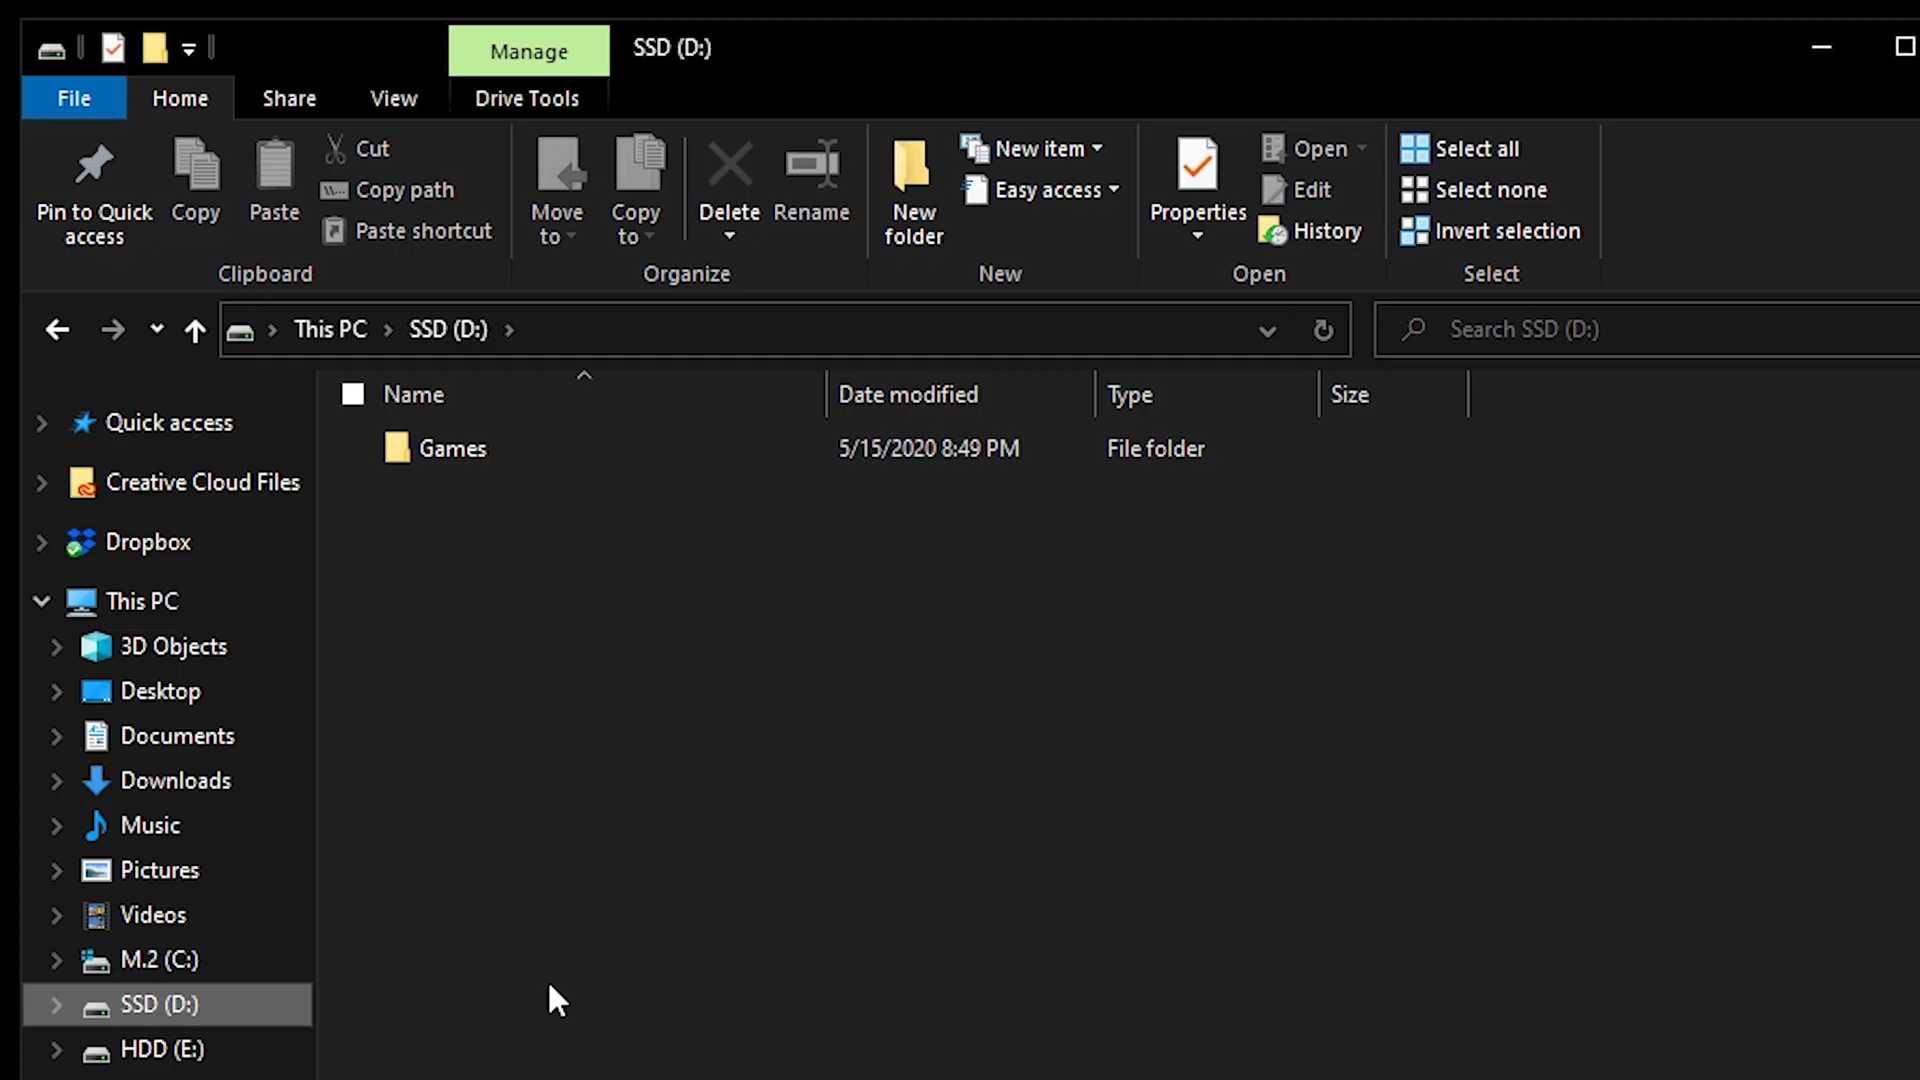 Manage
SSD (D:)
File
Home
Share
View
Drive Tools
Pin to Quick
access
Copy
Paste
Cut
Copy path
Paste shortcut
Clipboard
Move
to
Copy
to
Delete
Rename
Organize
New
folder
New item
Easy access
New
Properties
Open
Edit
History
Open
Select all
Select none
Invert selection
Select
This PC
SSD (D:)
Search SSD (D:)
Name
Date modified
Type
Size
Games
5/15/2020 8:49 PM
File folder
Quick access
Creative Cloud Files
Dropbox
This PC
3D Objects
Desktop
Documents
Downloads
Music
Pictures
Videos
M.2 (C:)
SSD (D:)
HDD (E:)